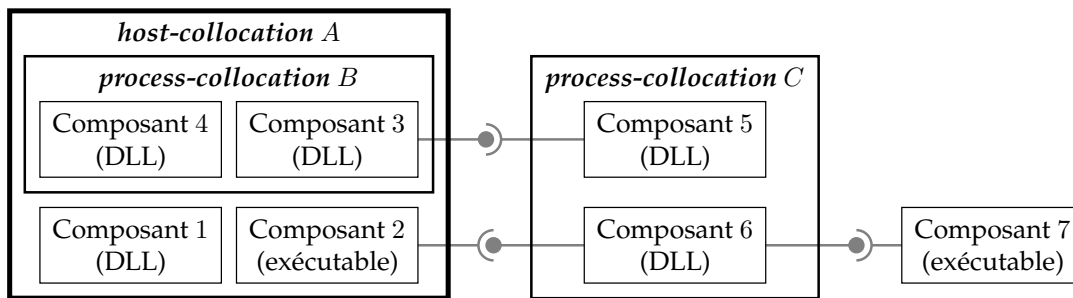 host-collocation A
process-collocation B
process-collocation C
Composant 4
(DLL)
Composant 3
(DLL)
Composant 5
(DLL)
Composant 1
(DLL)
Composant 2
(exécutable)
Composant 6
(DLL)
Composant 7
(exécutable)